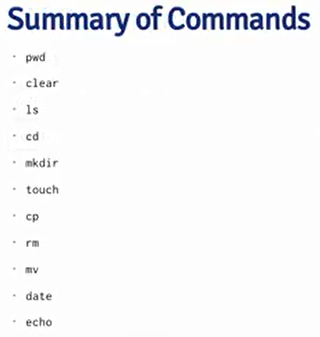 Summary of Commands
· pwd
· clear
· ls
· cd
· mkdir
· touch
· cp
· rm
· mv
· date
· echo